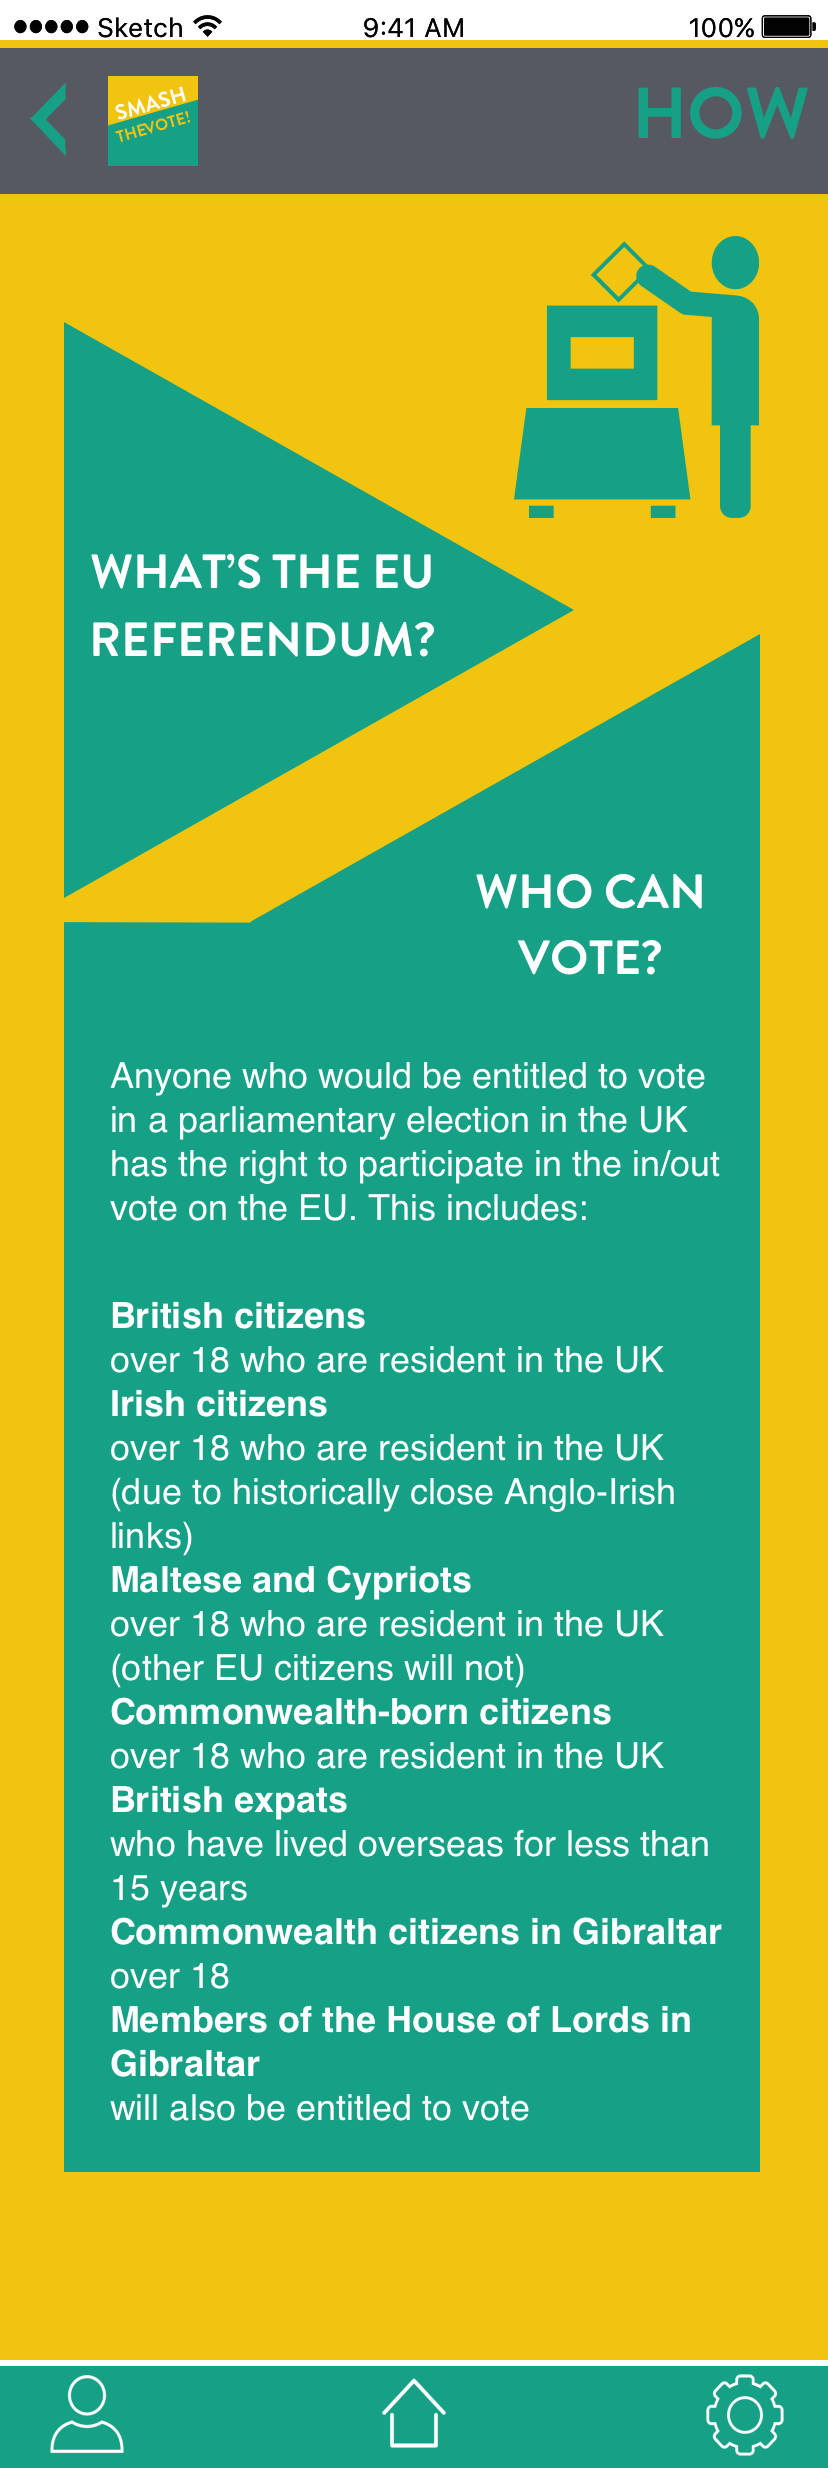 Sketch 9:41 AM 100%
SMASH
THEVOTE!
HOW
WHAT’S THE EU
REFERENDUM?
WHO CAN
VOTE?
Anyone who would be entitled to vote
in a parliamentary election in the UK
has the right to participate in the in/out
vote on the EU. This includes:
British citizens
over 18 who are resident in the UK
Irish citizens
over 18 who are resident in the UK
(due to historically close Anglo-Irish
links)
Maltese and Cypriots
over 18 who are resident in the UK
(other EU citizens will not)
Commonwealth-born citizens
over 18 who are resident in the UK
British expats
who have lived overseas for less than
15 years
Commonwealth citizens in Gibraltar
over 18
Members of the House of Lords in
Gibraltar
will also be entitled to vote